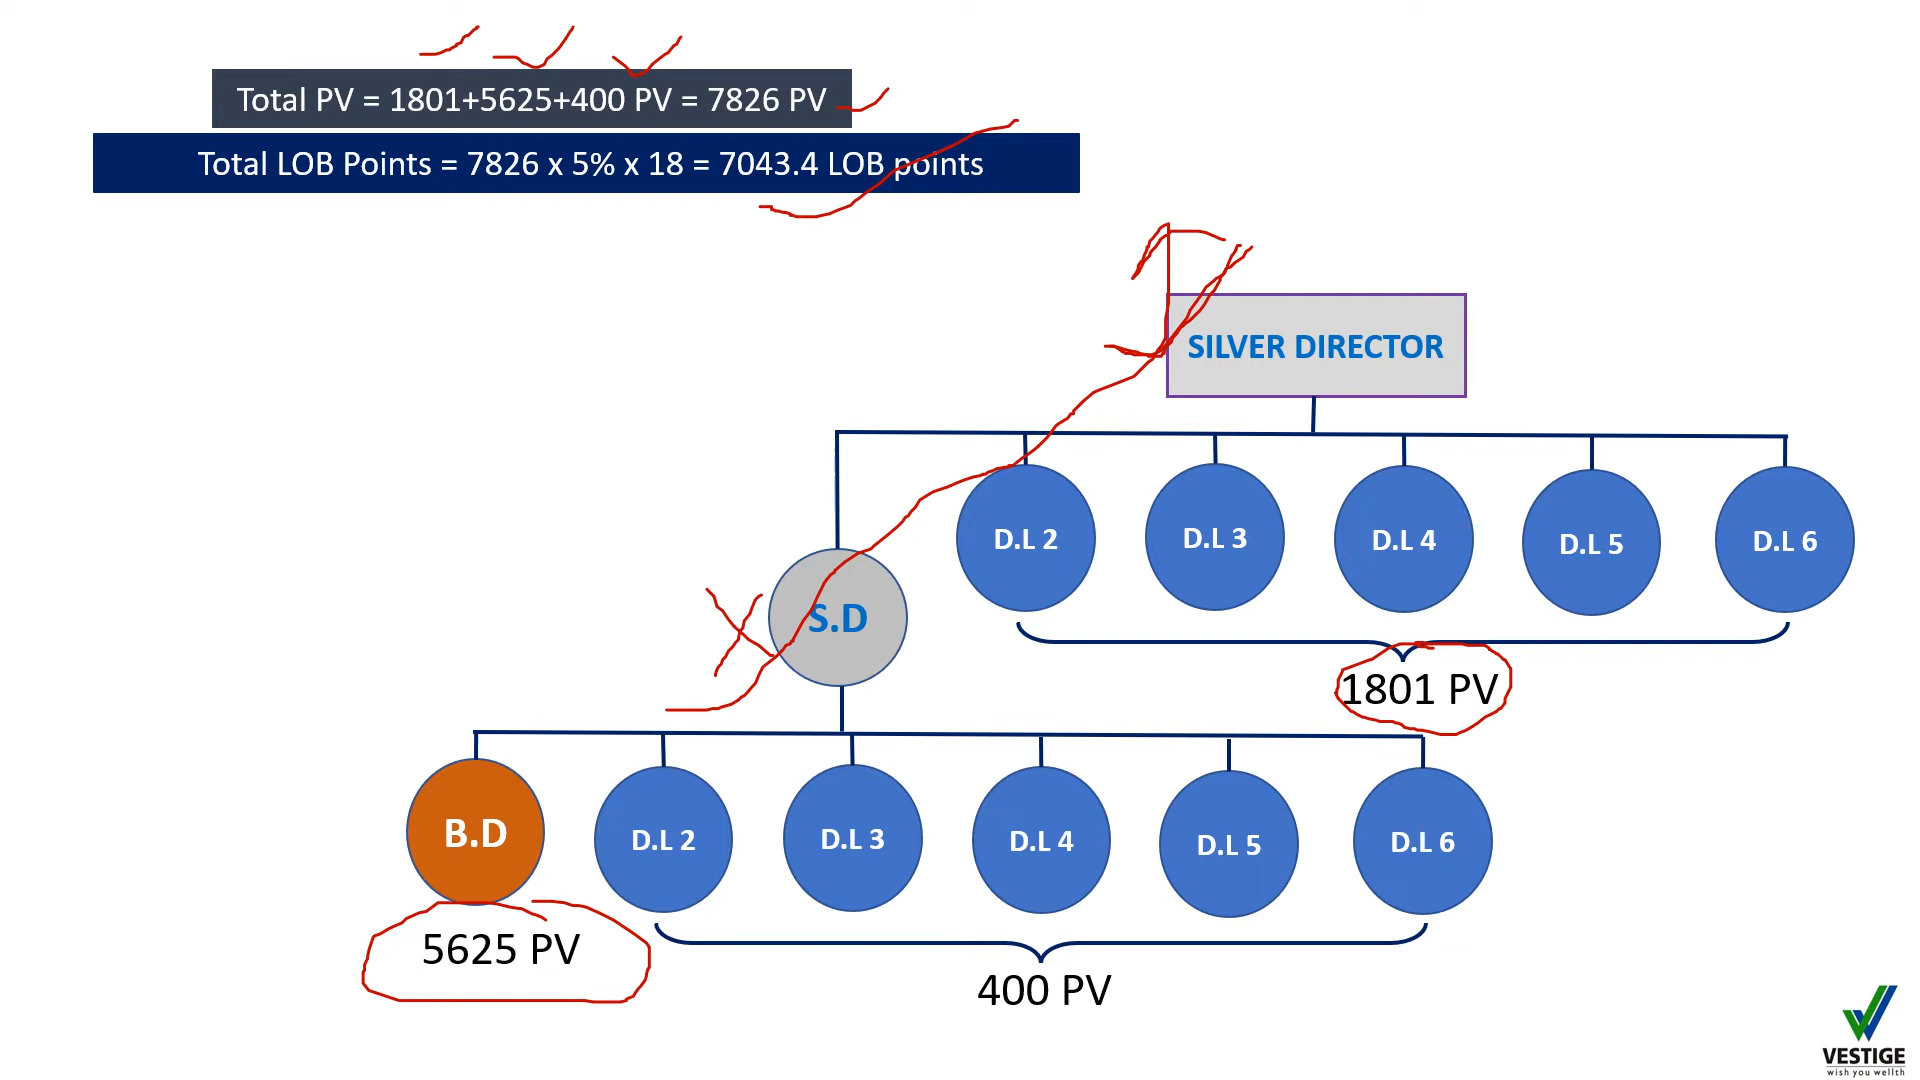 Total PV = 1801+5625+400 PV = 7826 PV
Total LOB Points = 7826 x 5% x 18 = 7043.4 LOB points
SILVER DIRECTOR
D.L 2
D.L 3
D.L 4
D.L 5
D.L 6
S.D
1801 PV
B.D
D.L 2
D.L 3
D.L 4
D.L 5
D.L 6
5625 PV
400 PV
VESTIGE
wish you wellth